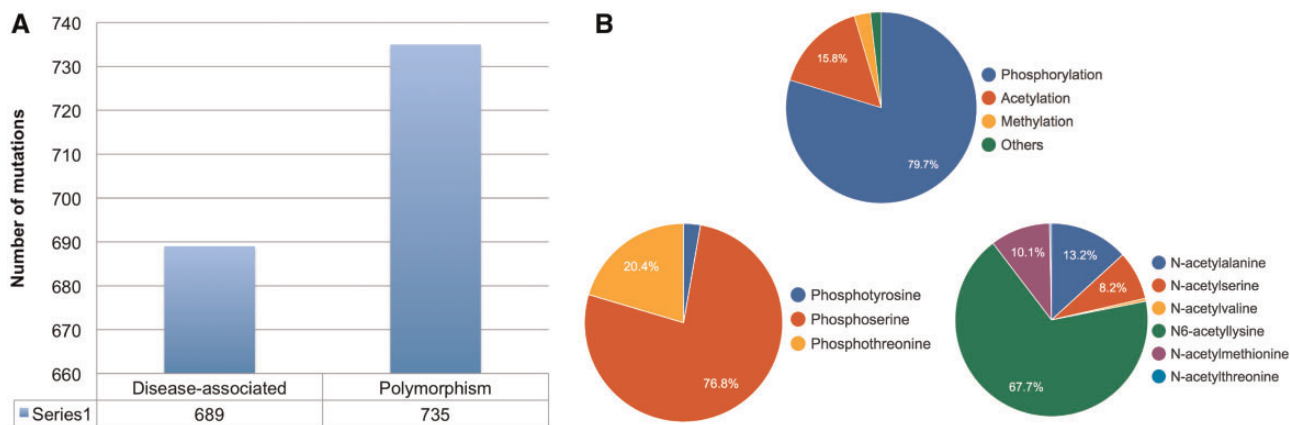 A
Number of mutations
740
730
720
710
700
690
680
670
660
Disease-associated
Polymorphism
Series1
689
735
B
15.8%
79.7%
Phosphorylation
Acetylation
Methylation
Others
20.4%
76.8%
Phosphotyrosine
Phosphoserine
Phosphothreonine
10.1%
13.2%
8.2%
67.7%
N-acetylalanine
N-acetylserine
N-acetylvaline
N6-acetyllysine
N-acetylmethionine
N-acetylthreonine